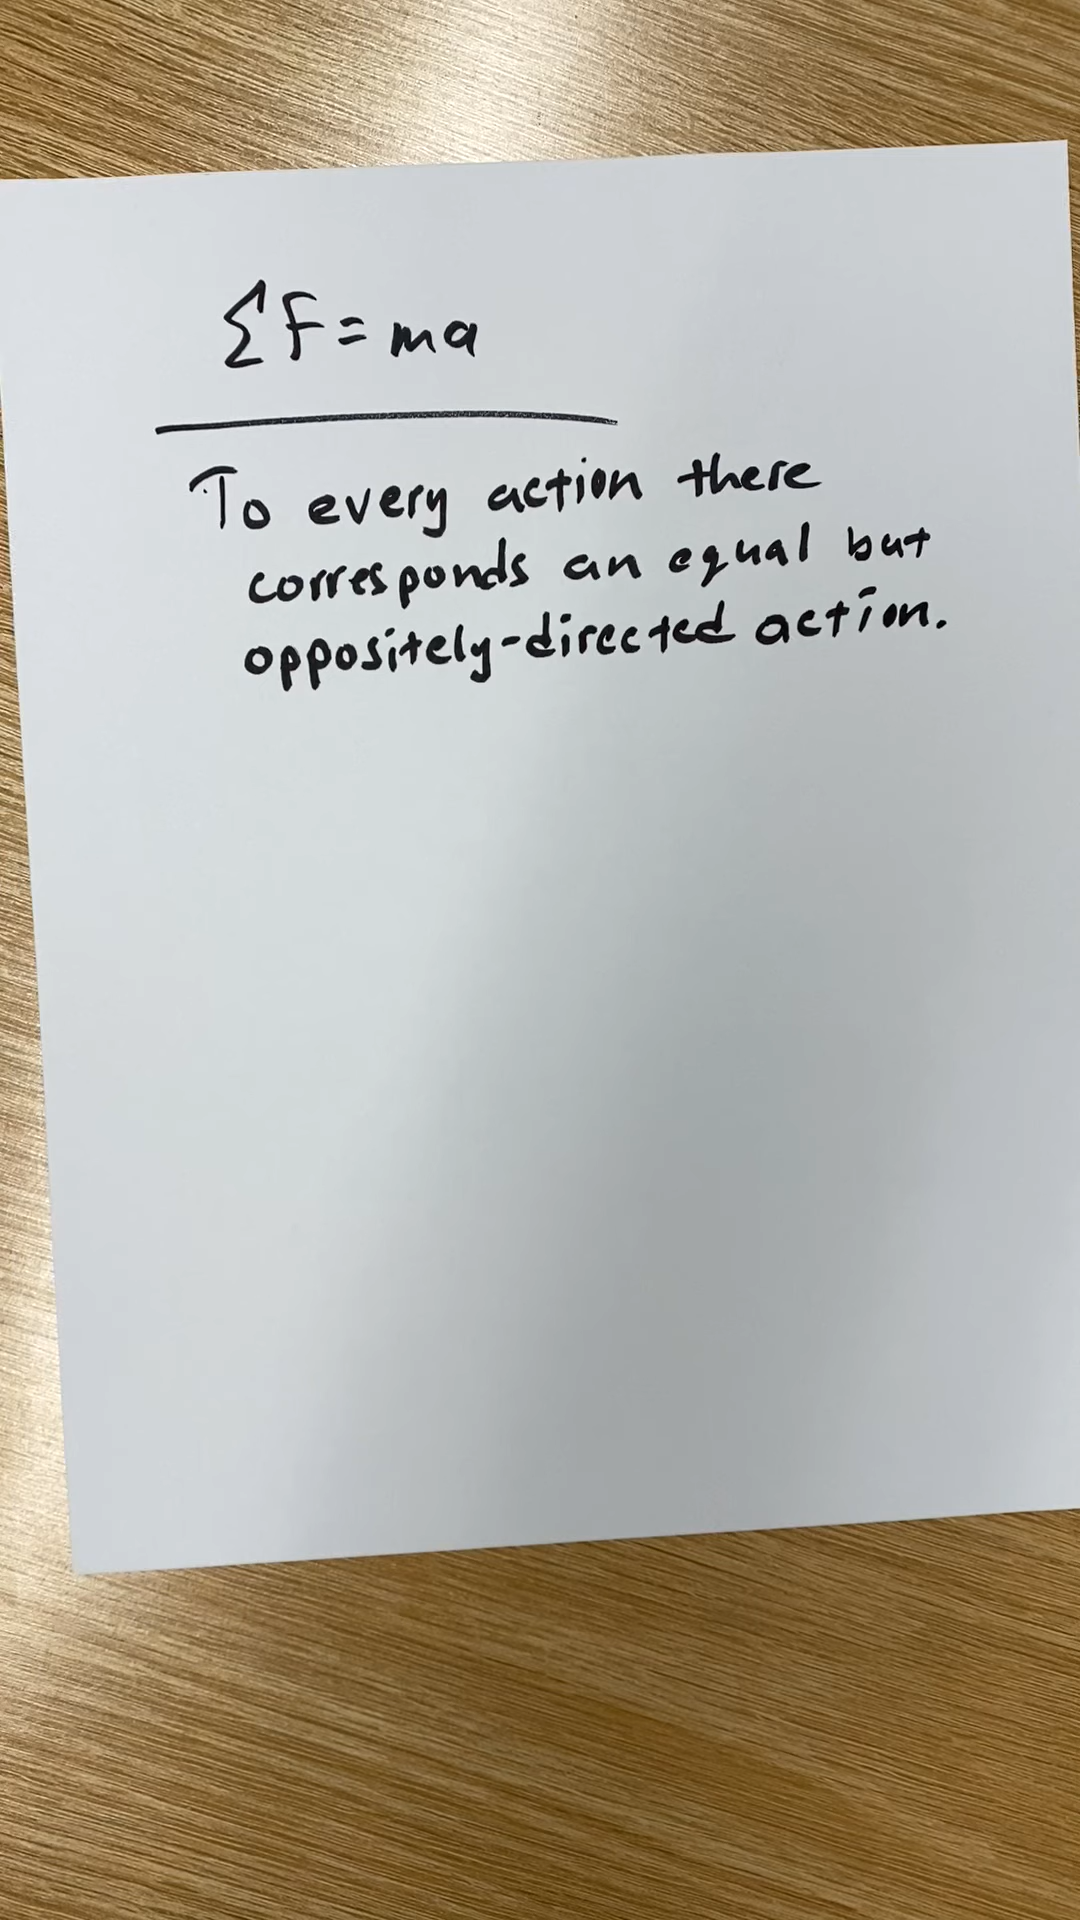 ΣF = ma
To every action there
corresponds an equal but
oppositely-directed action.